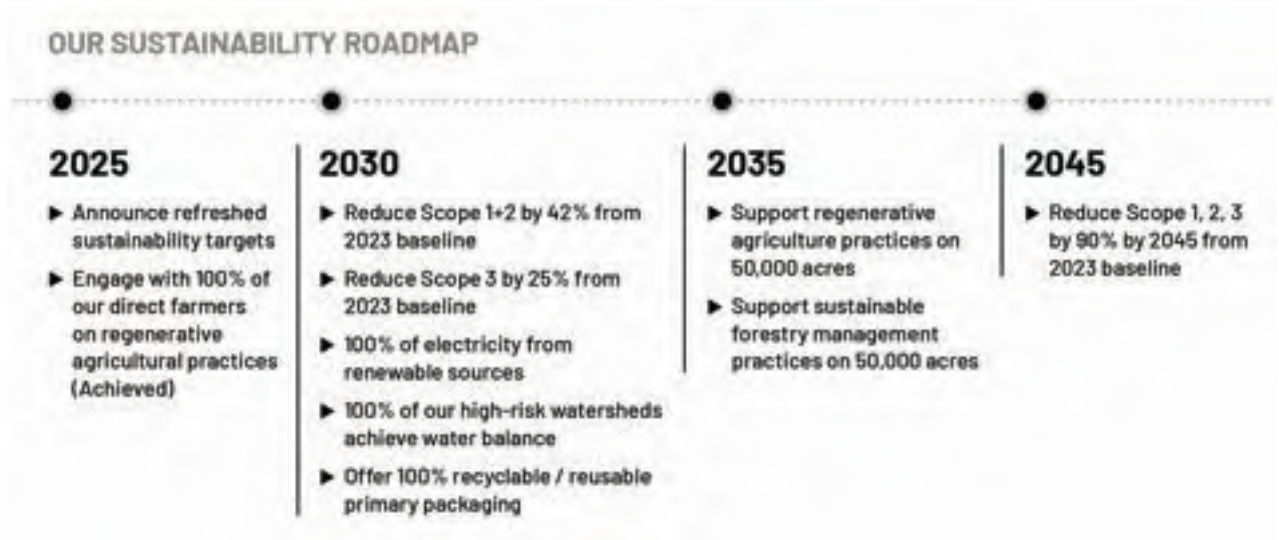 OUR SUSTAINABILITY ROADMAP
2025
▶ Announce refreshed
sustainability targets
▶ Engage with 100% of
our direct farmers
on regenerative
agricultural practices
(Achieved)
2030
▶ Reduce Scope 1+2 by 42% from
2023 baseline
▶ Reduce Scope 3 by 25% from
2023 baseline
▶ 100% of electricity from
renewable sources
▶ 100% of our high-risk watersheds
achieve water balance
▶ Offer 100% recyclable / reusable
primary packaging
2035
▶ Support regenerative
agriculture practices on
50,000 acres
▶ Support sustainable
forestry management
practices on 50,000 acres
2045
▶ Reduce Scope 1, 2, 3
by 90% by 2045 from
2023 baseline